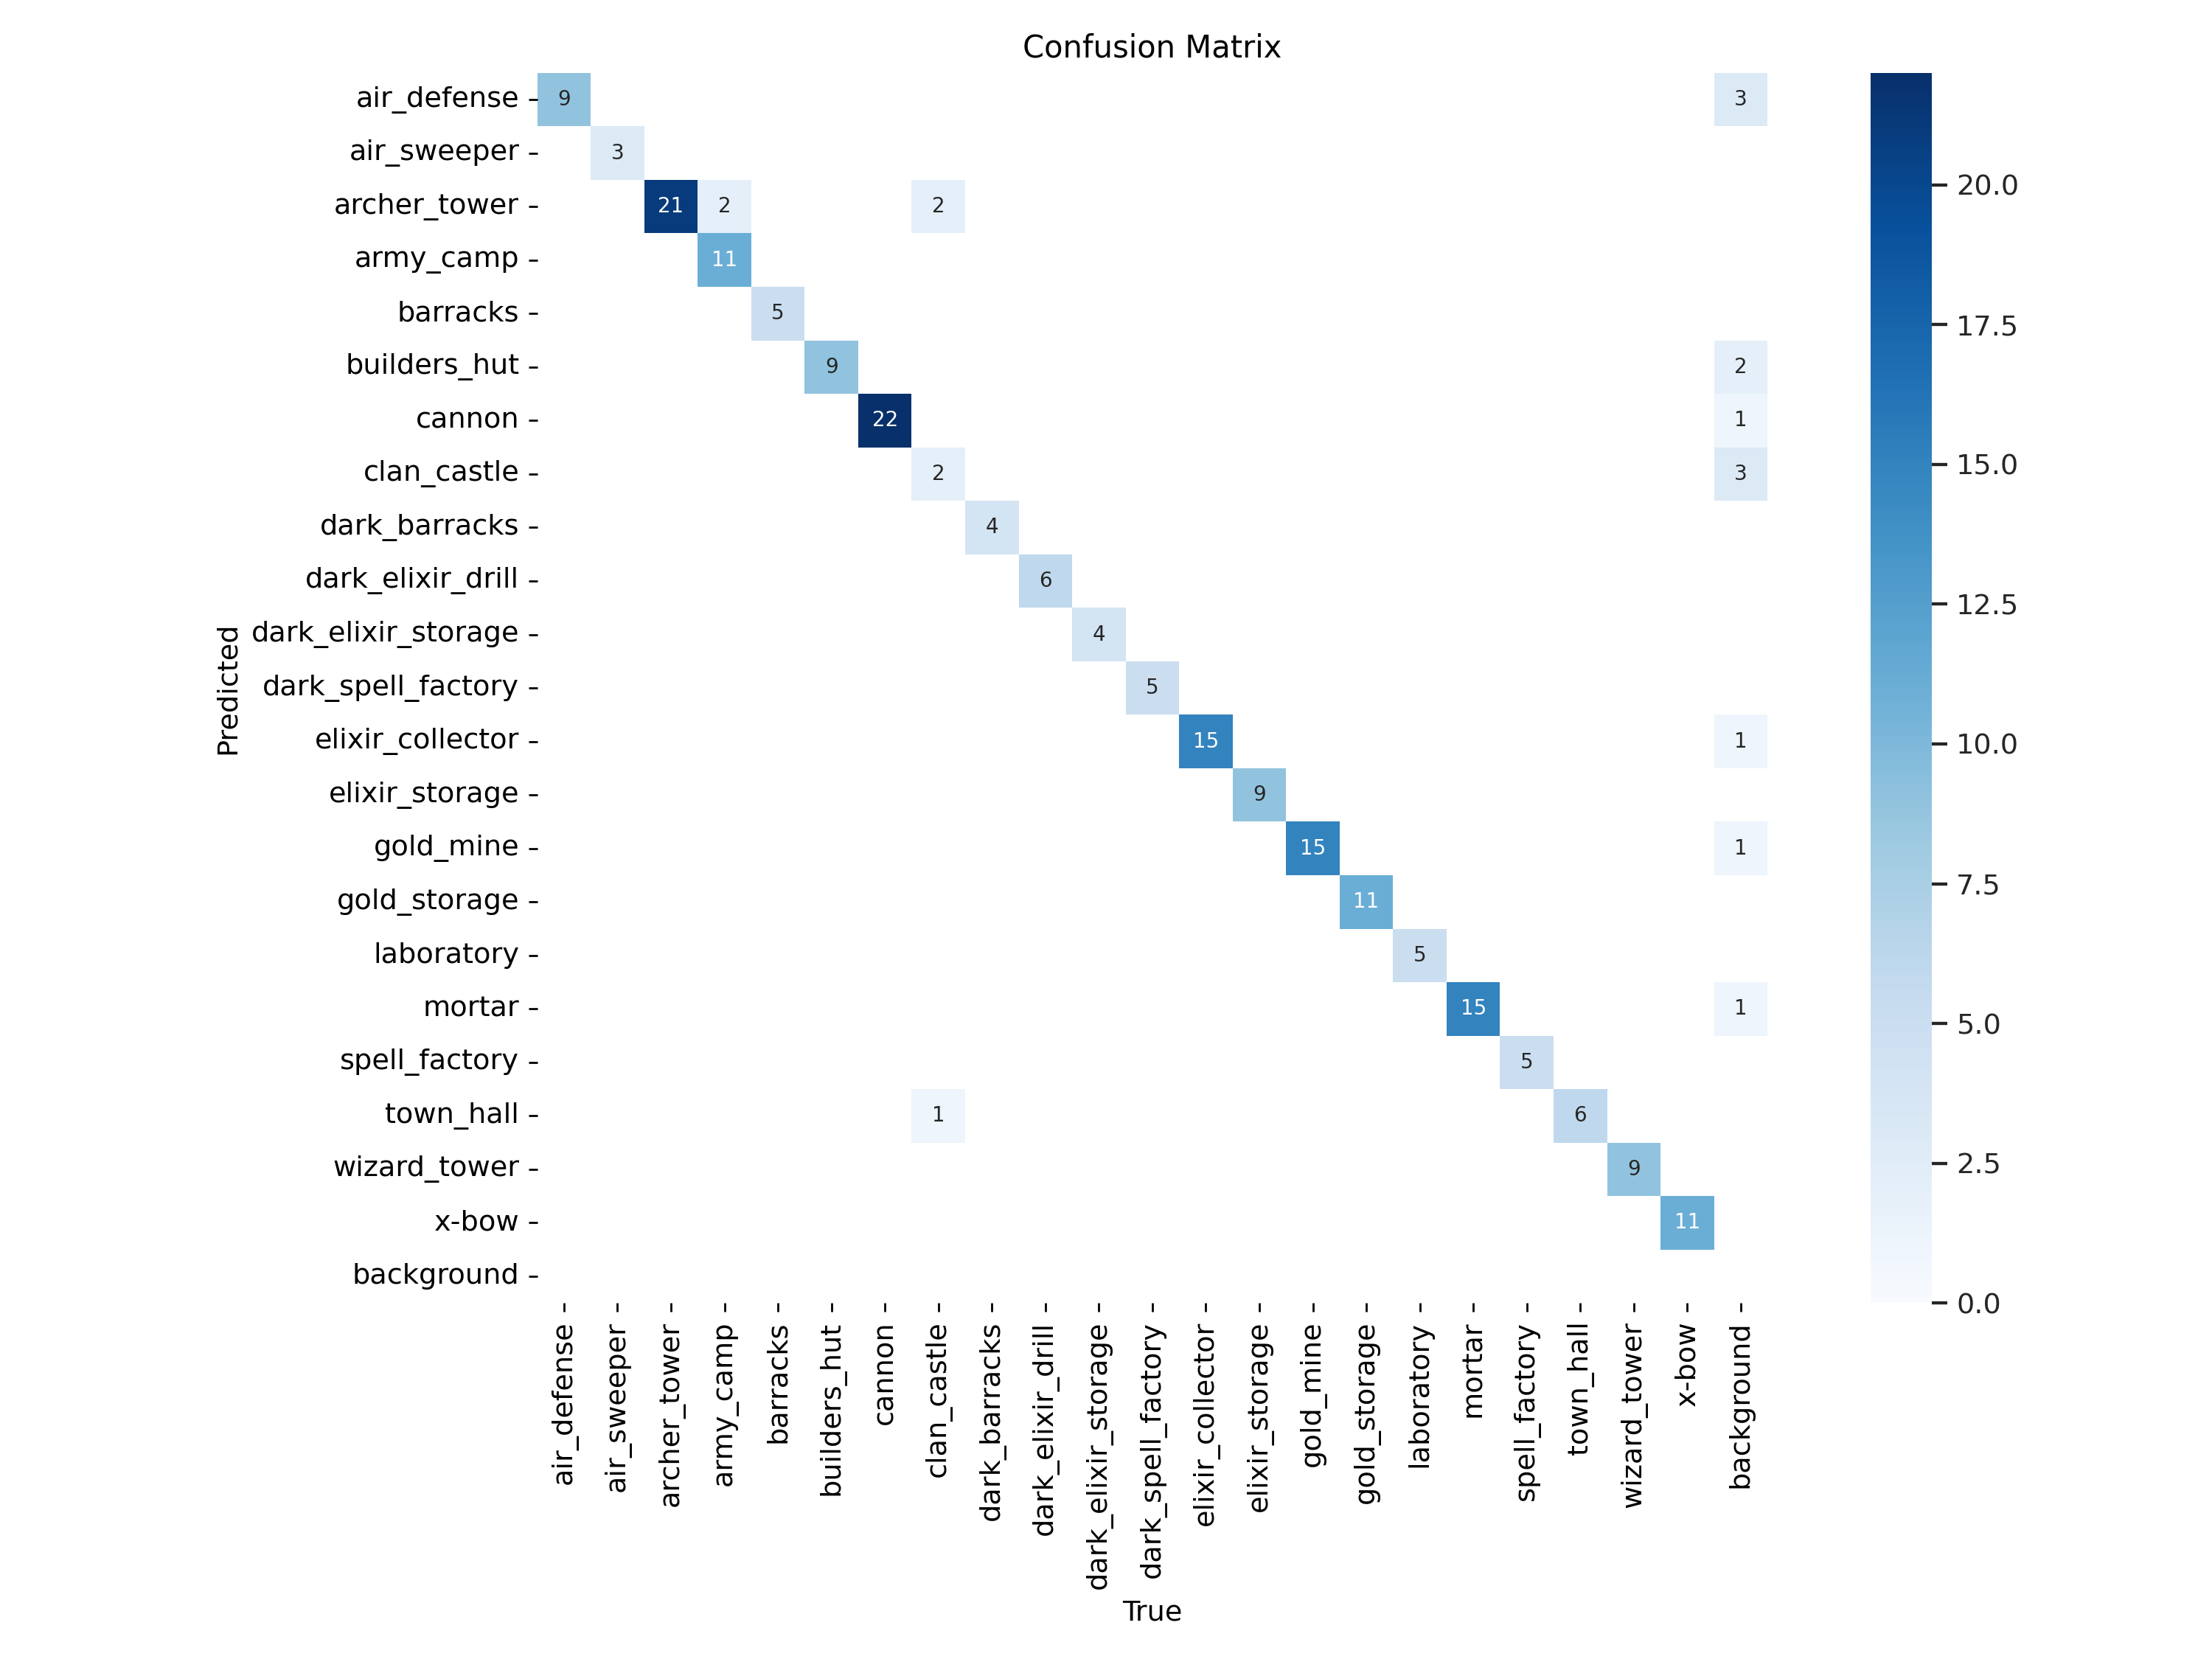 Confusion Matrix
air_defense 9 3
air_sweeper 3
archer_tower 21 2 2
army_camp 11
barracks 5
builders_hut 9 2
cannon 22 1
clan_castle 2 3
dark_barracks 4
dark_elixir_drill 6
dark_elixir_storage 4
dark_spell_factory 5
elixir_collector 15 1
elixir_storage 9
gold_mine 15 1
gold_storage 11
laboratory 5
mortar 15 1
spell_factory 5
town_hall 1 6
wizard_tower 9
x-bow 11
background
Predicted
air_defense
air_sweeper
archer_tower
army_camp
barracks
builders_hut
cannon
clan_castle
dark_barracks
dark_elixir_drill
dark_elixir_storage
dark_spell_factory
elixir_collector
elixir_storage
gold_mine
gold_storage
laboratory
mortar
spell_factory
town_hall
wizard_tower
x-bow
background
True
20.0
17.5
15.0
12.5
10.0
7.5
5.0
2.5
0.0